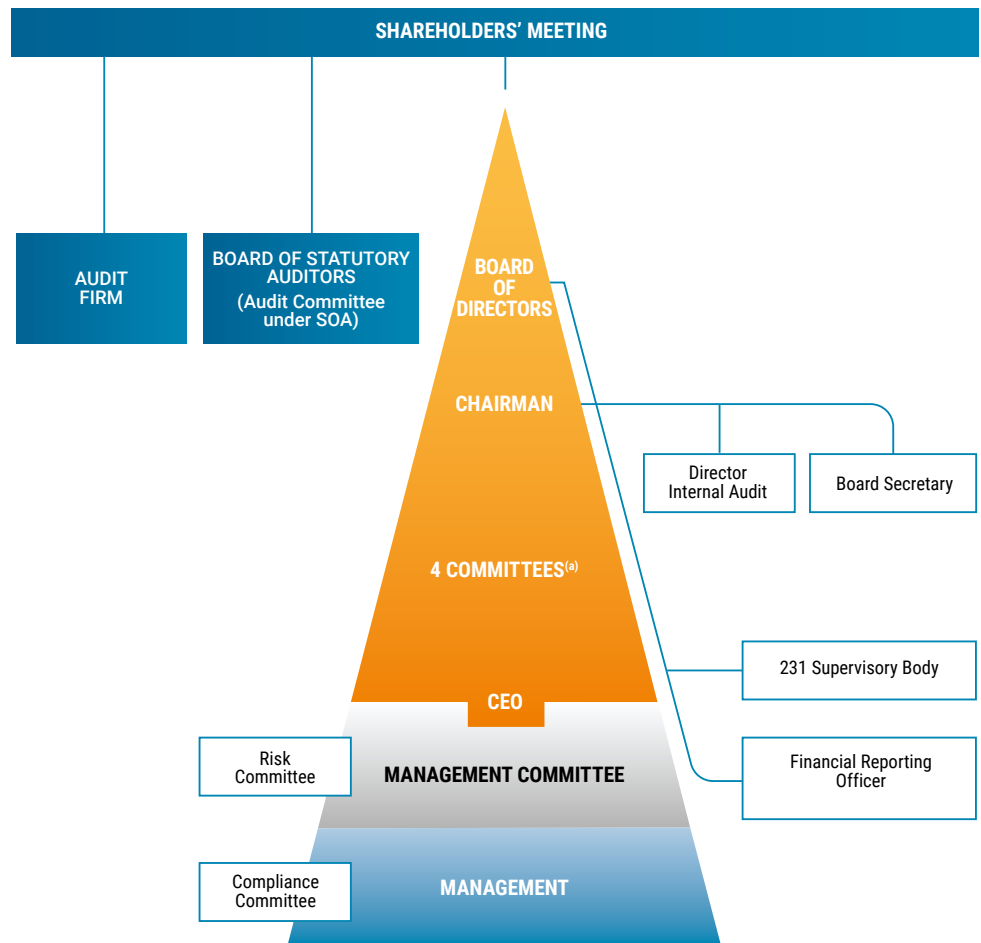 SHAREHOLDERS’ MEETING
AUDIT
FIRM
BOARD OF STATUTORY
AUDITORS
(Audit Committee
under SOA)
BOARD
OF
DIRECTORS
CHAIRMAN
Director
Internal Audit
Board Secretary
4 COMMITTEES(a)
231 Supervisory Body
CEO
Risk
Committee
MANAGEMENT COMMITTEE
Financial Reporting
Officer
Compliance
Committee
MANAGEMENT